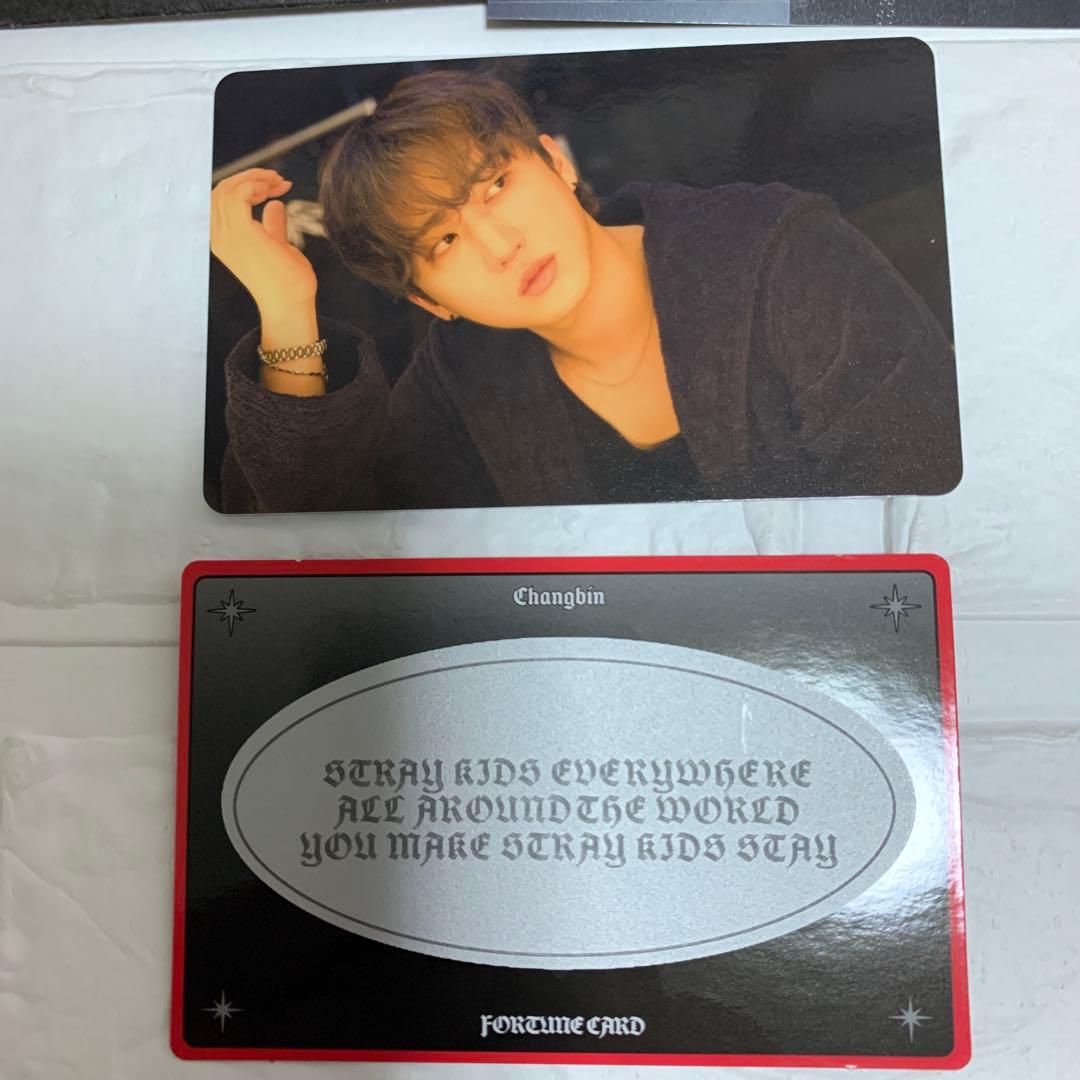 Changbin
STRAY KIDS EVERYWHERE
ALL AROUND THE WORLD
YOU MAKE STRAY KIDS STAY
FORTUNE CARD